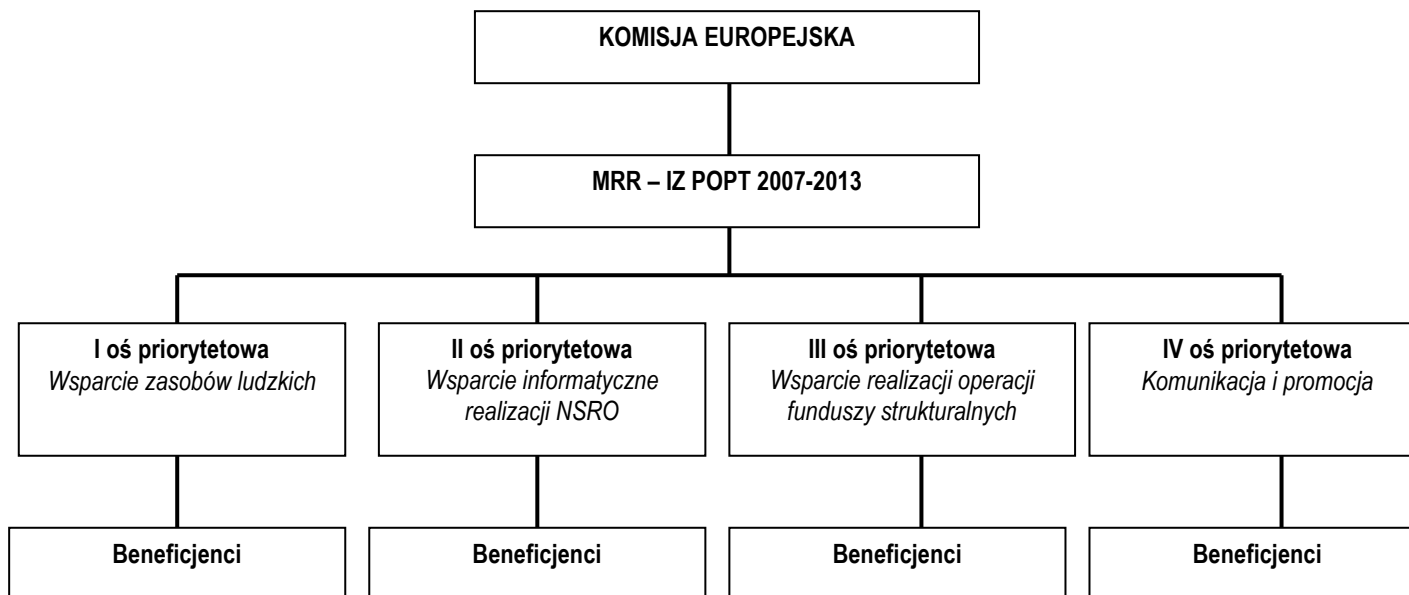 KOMISJA EUROPEJSKA
MRR – IZ POPT 2007-2013
I oś priorytetowa
Wsparcie zasobów ludzkich
II oś priorytetowa
Wsparcie informatyczne
realizacji NSRO
III oś priorytetowa
Wsparcie realizacji operacji
funduszy strukturalnych
IV oś priorytetowa
Komunikacja i promocja
Beneficjenci
Beneficjenci
Beneficjenci
Beneficjenci